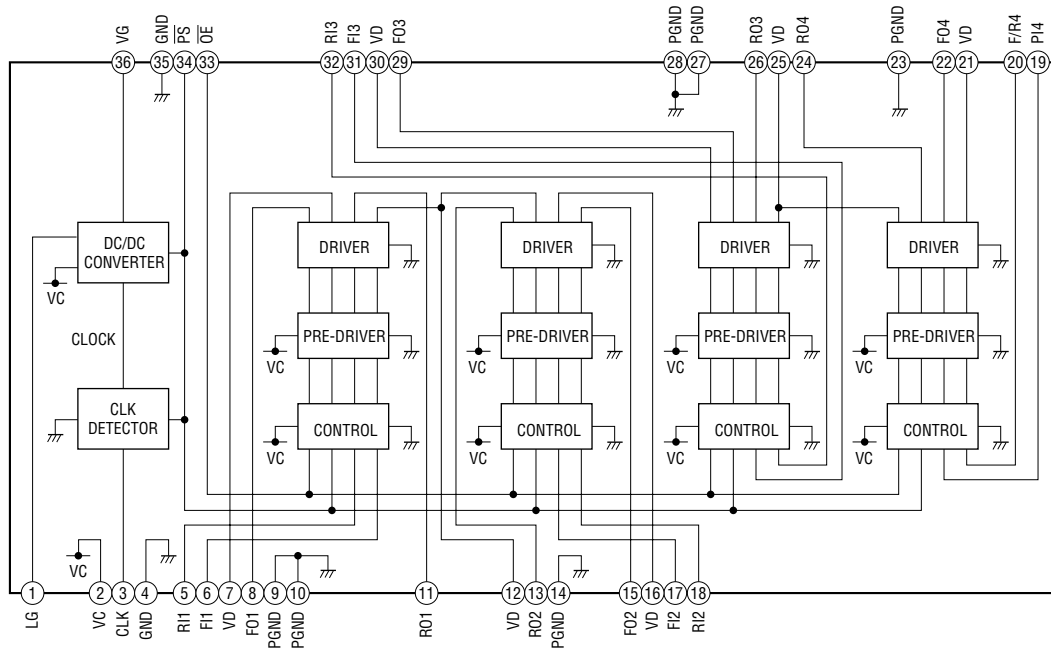 VG
GND
PS
OE
RI3
FI3
VD
FO3
PGND
PGND
RO3
VD
RO4
PGND
FO4
VD
F/R4
PI4
36
35
34
33
32
31
30
29
28
27
26
25
24
23
22
21
20
19
DC/DC
CONVERTER
VC
DRIVER
DRIVER
DRIVER
DRIVER
CLOCK
PRE-DRIVER
VC
PRE-DRIVER
VC
PRE-DRIVER
VC
PRE-DRIVER
VC
CLK
DETECTOR
CONTROL
VC
CONTROL
VC
CONTROL
VC
CONTROL
VC
VC
1
2
3
4
5
6
7
8
9
10
11
12
13
14
15
16
17
18
LG
VC
CLK
GND
RI1
FI1
VD
FO1
PGND
PGND
RO1
VD
RO2
PGND
FO2
VD
FI2
RI2